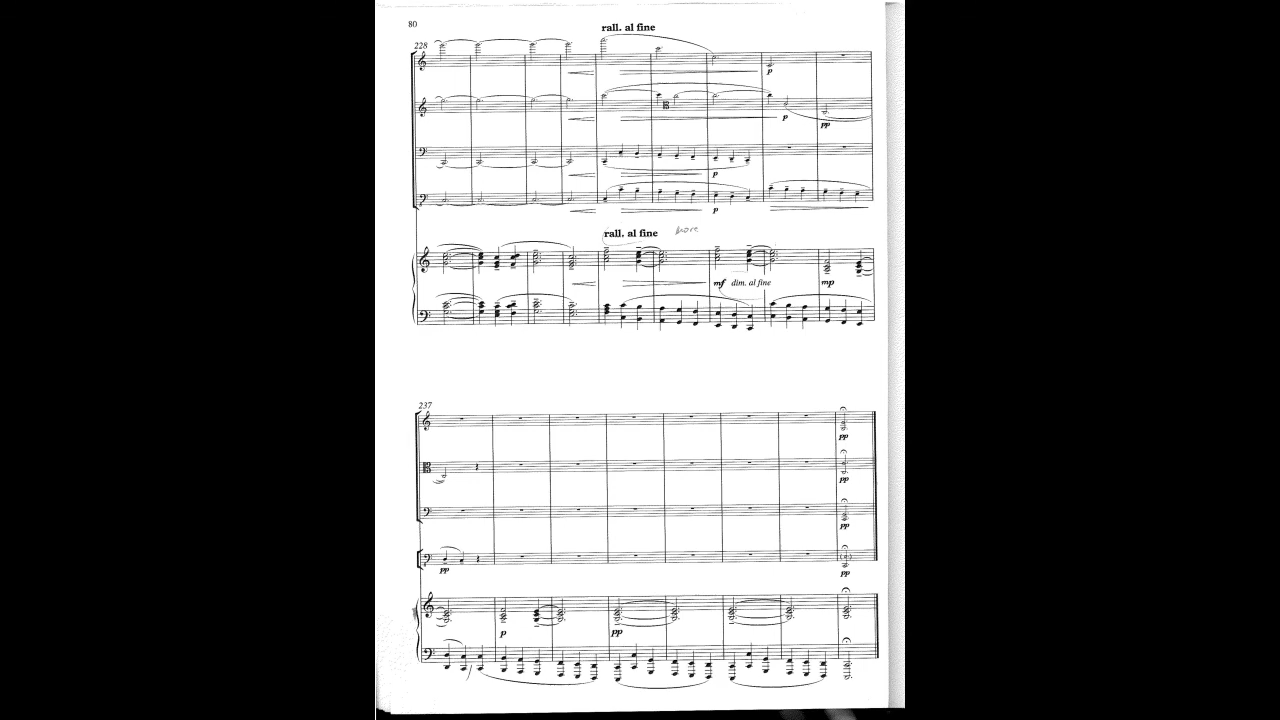 80
rall. al fine
228
p
p
pp
p
p
rall. al fine more
mf dim. al fine mp
237
pp
pp
pp
pp pp
p pp